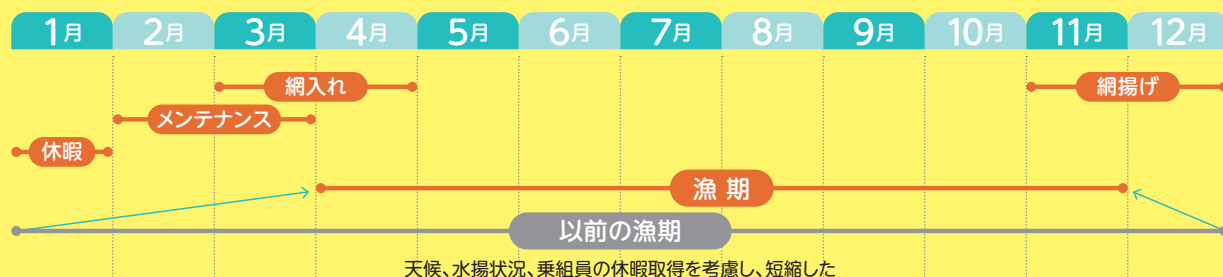 1月 2月 3月 4月 5月 6月 7月 8月 9月 10月 11月 12月
網入れ 網揚げ
メンテナンス
休暇
漁 期
以前の漁期
天候、水揚状況、乗組員の休暇取得を考慮し、短縮した